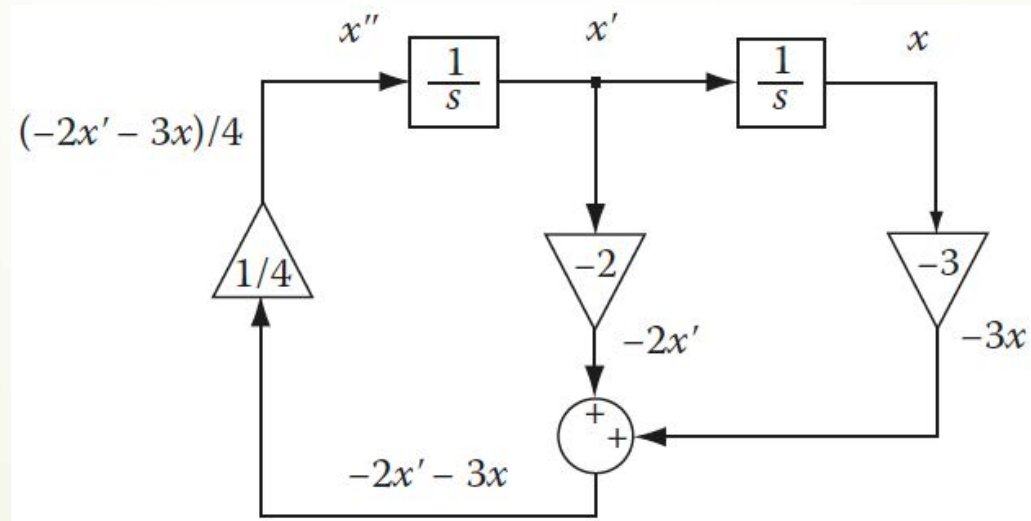 x″
x′
x
1
s
1
s
(−2x′ − 3x)/4
1/4
−2
−3
−2x′
−3x
+
+
−2x′ − 3x